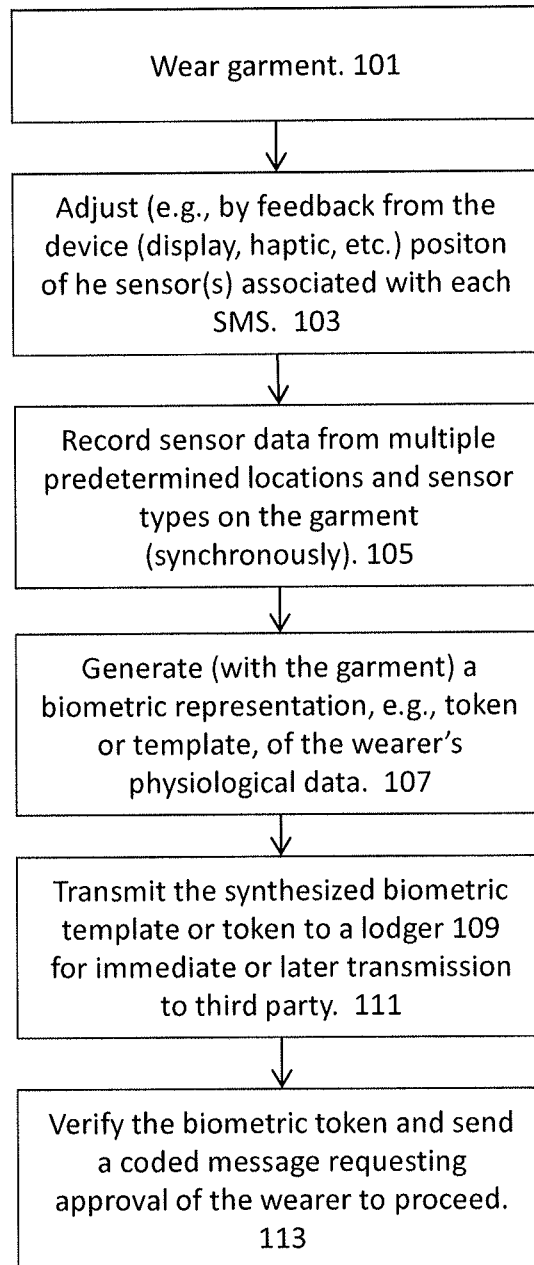 Wear garment. 101
Adjust (e.g., by feedback from the
device (display, haptic, etc.) positon
of he sensor(s) associated with each
SMS. 103
Record sensor data from multiple
predetermined locations and sensor
types on the garment
(synchronously). 105
Generate (with the garment) a
biometric representation, e.g., token
or template, of the wearer’s
physiological data. 107
Transmit the synthesized biometric
template or token to a lodger 109
for immediate or later transmission
to third party. 111
Verify the biometric token and send
a coded message requesting
approval of the wearer to proceed.
113